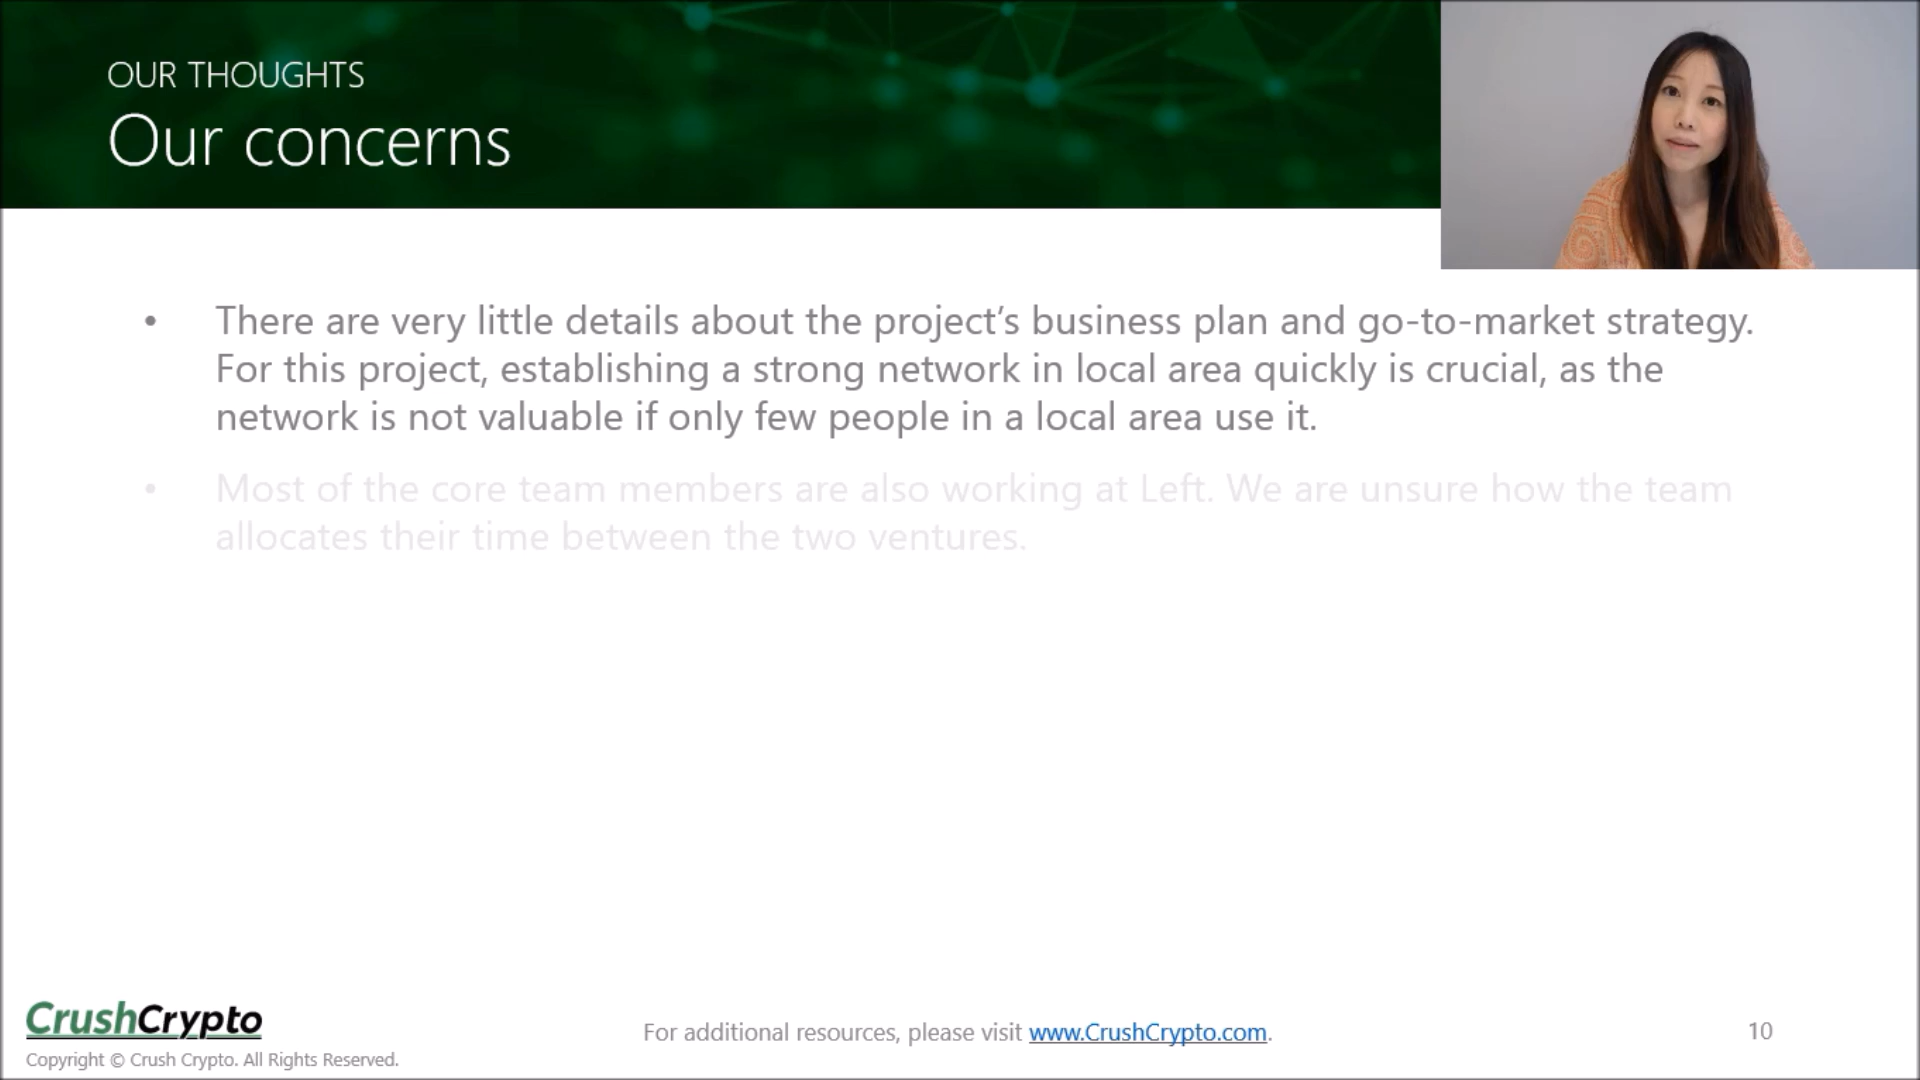 OUR THOUGHTS
Our concerns
• There are very little details about the project’s business plan and go-to-market strategy.
For this project, establishing a strong network in local area quickly is crucial, as the
network is not valuable if only few people in a local area use it.
• Most of the core team members are also working at Left. We are unsure how the team
allocates their time between the two ventures.
CrushCrypto
Copyright © Crush Crypto. All Rights Reserved.
For additional resources, please visit www.CrushCrypto.com.
10